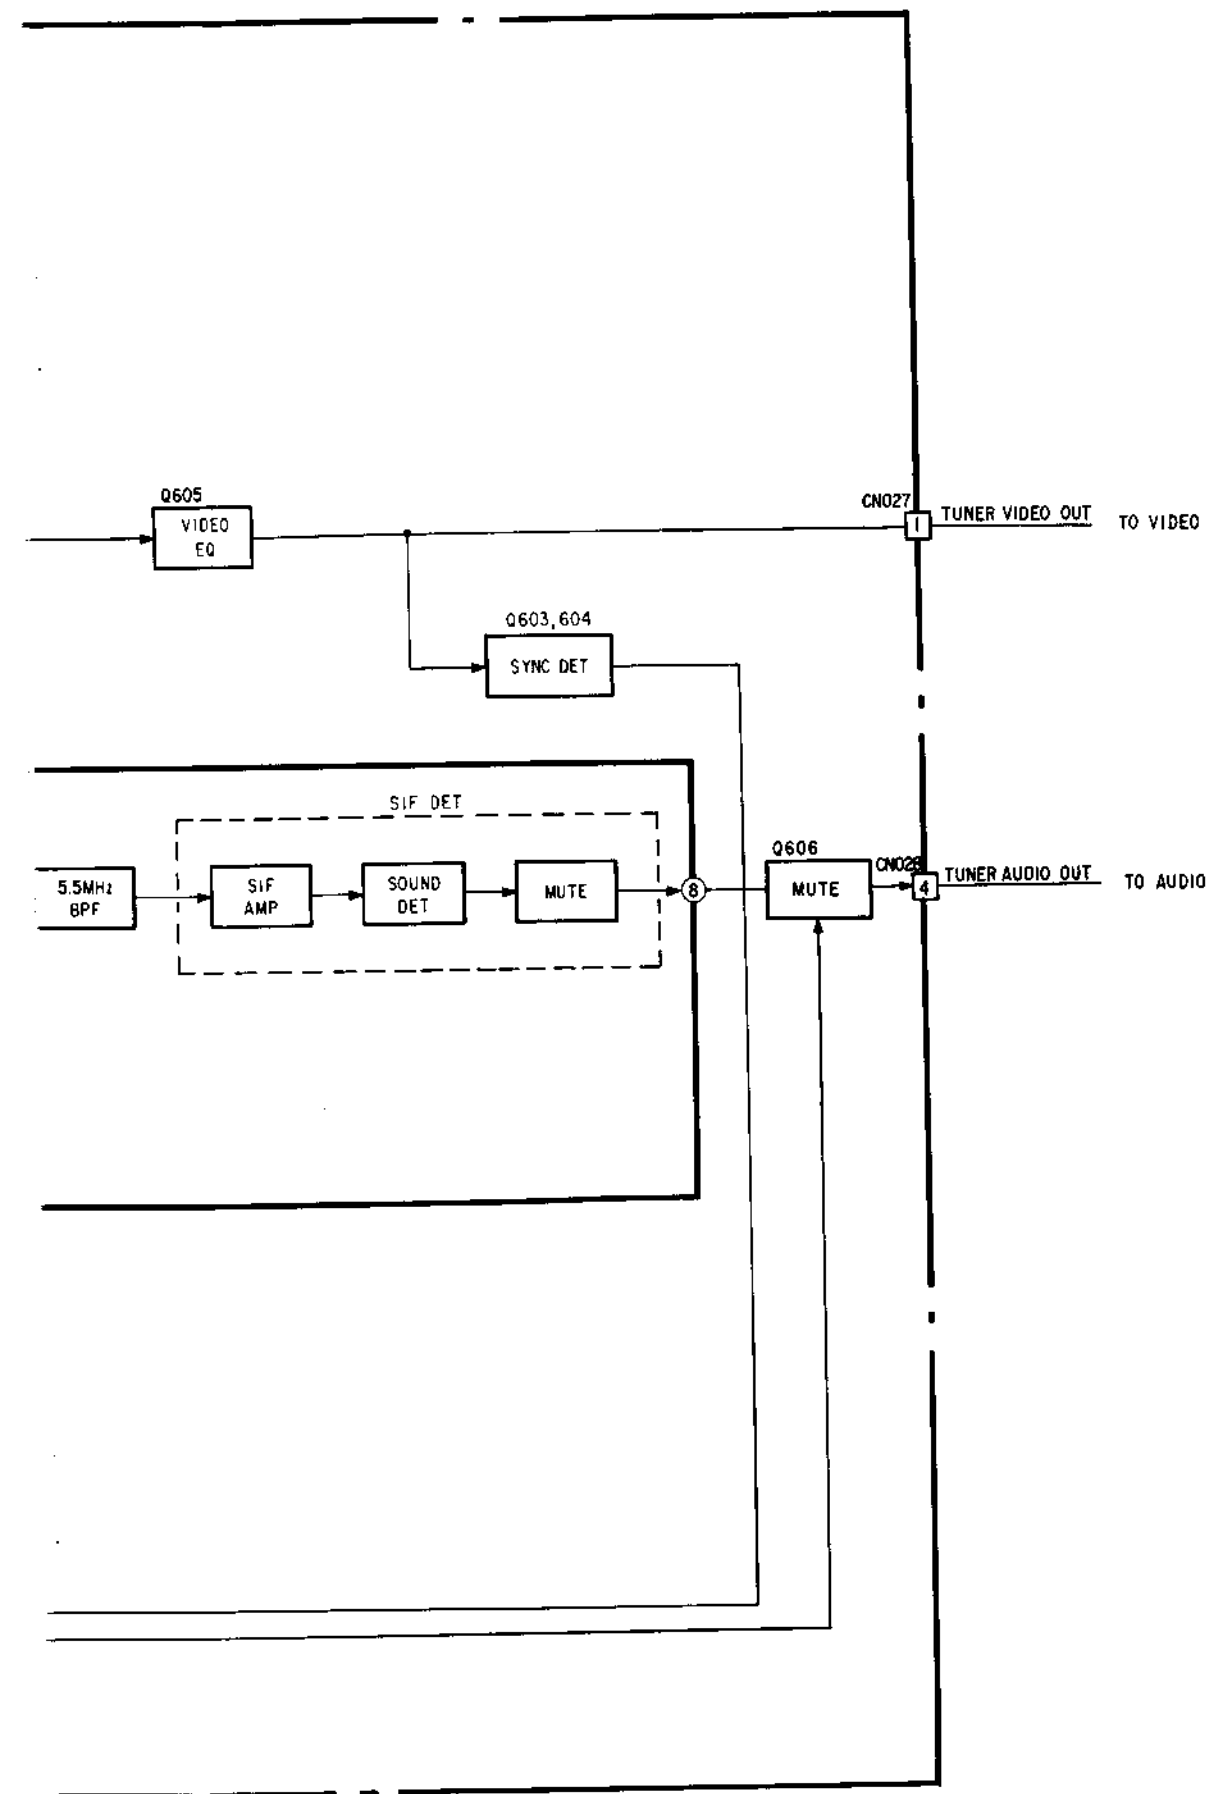 Q605
VIDEO
EQ
CN027
1
TUNER VIDEO OUT
TO VIDEO
Q603,604
SYNC DET
SIF DET
5.5MHz
BPF
SIF
AMP
SOUND
DET
MUTE
8
Q606
MUTE
CN028
4
TUNER AUDIO OUT
TO AUDIO